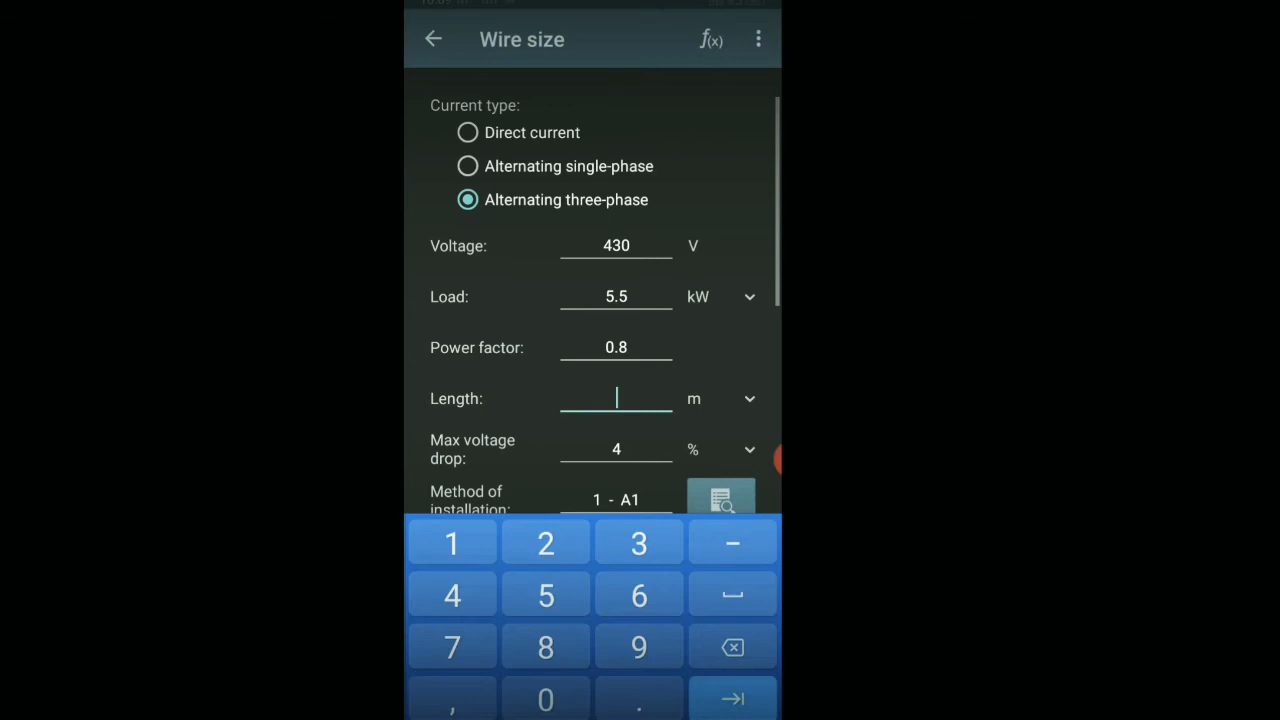 Wire size f(x)
Current type:
Direct current
Alternating single-phase
Alternating three-phase
Voltage: 430 V
Load: 5.5 kW
Power factor: 0.8
Length: m
Max voltage
drop: 4 %
Method of
installation: 1 - A1
1 2 3 -
4 5 6
7 8 9
, 0 .